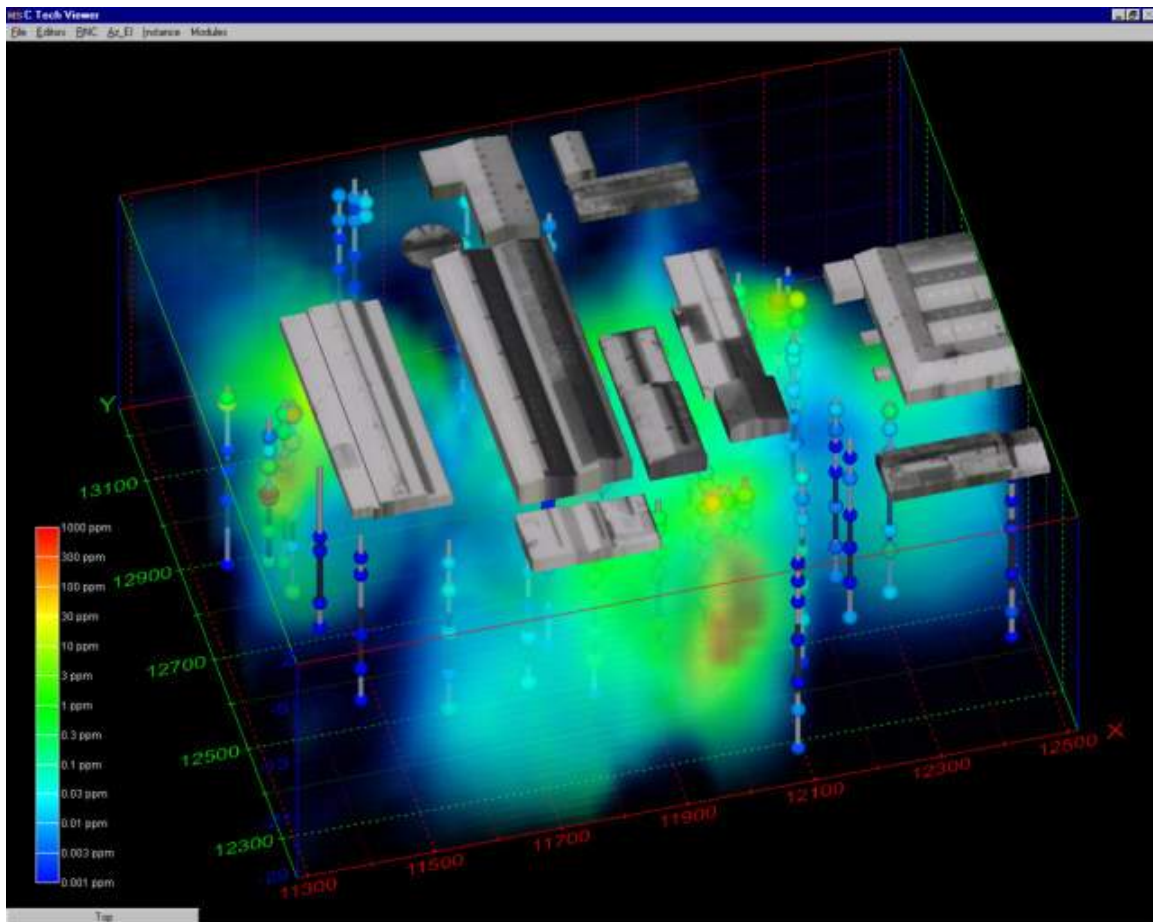 C Tech Viewer
File Editors RNC Az_El Instance Modules
Y
13100
12900
12700
12500
12300
1000 ppm
300 ppm
100 ppm
30 ppm
10 ppm
3 ppm
1 ppm
0.3 ppm
0.1 ppm
0.03 ppm
0.01 ppm
0.003 ppm
0.001 ppm
11300
11500
11700
11900
12100
12300
12500
X
Top